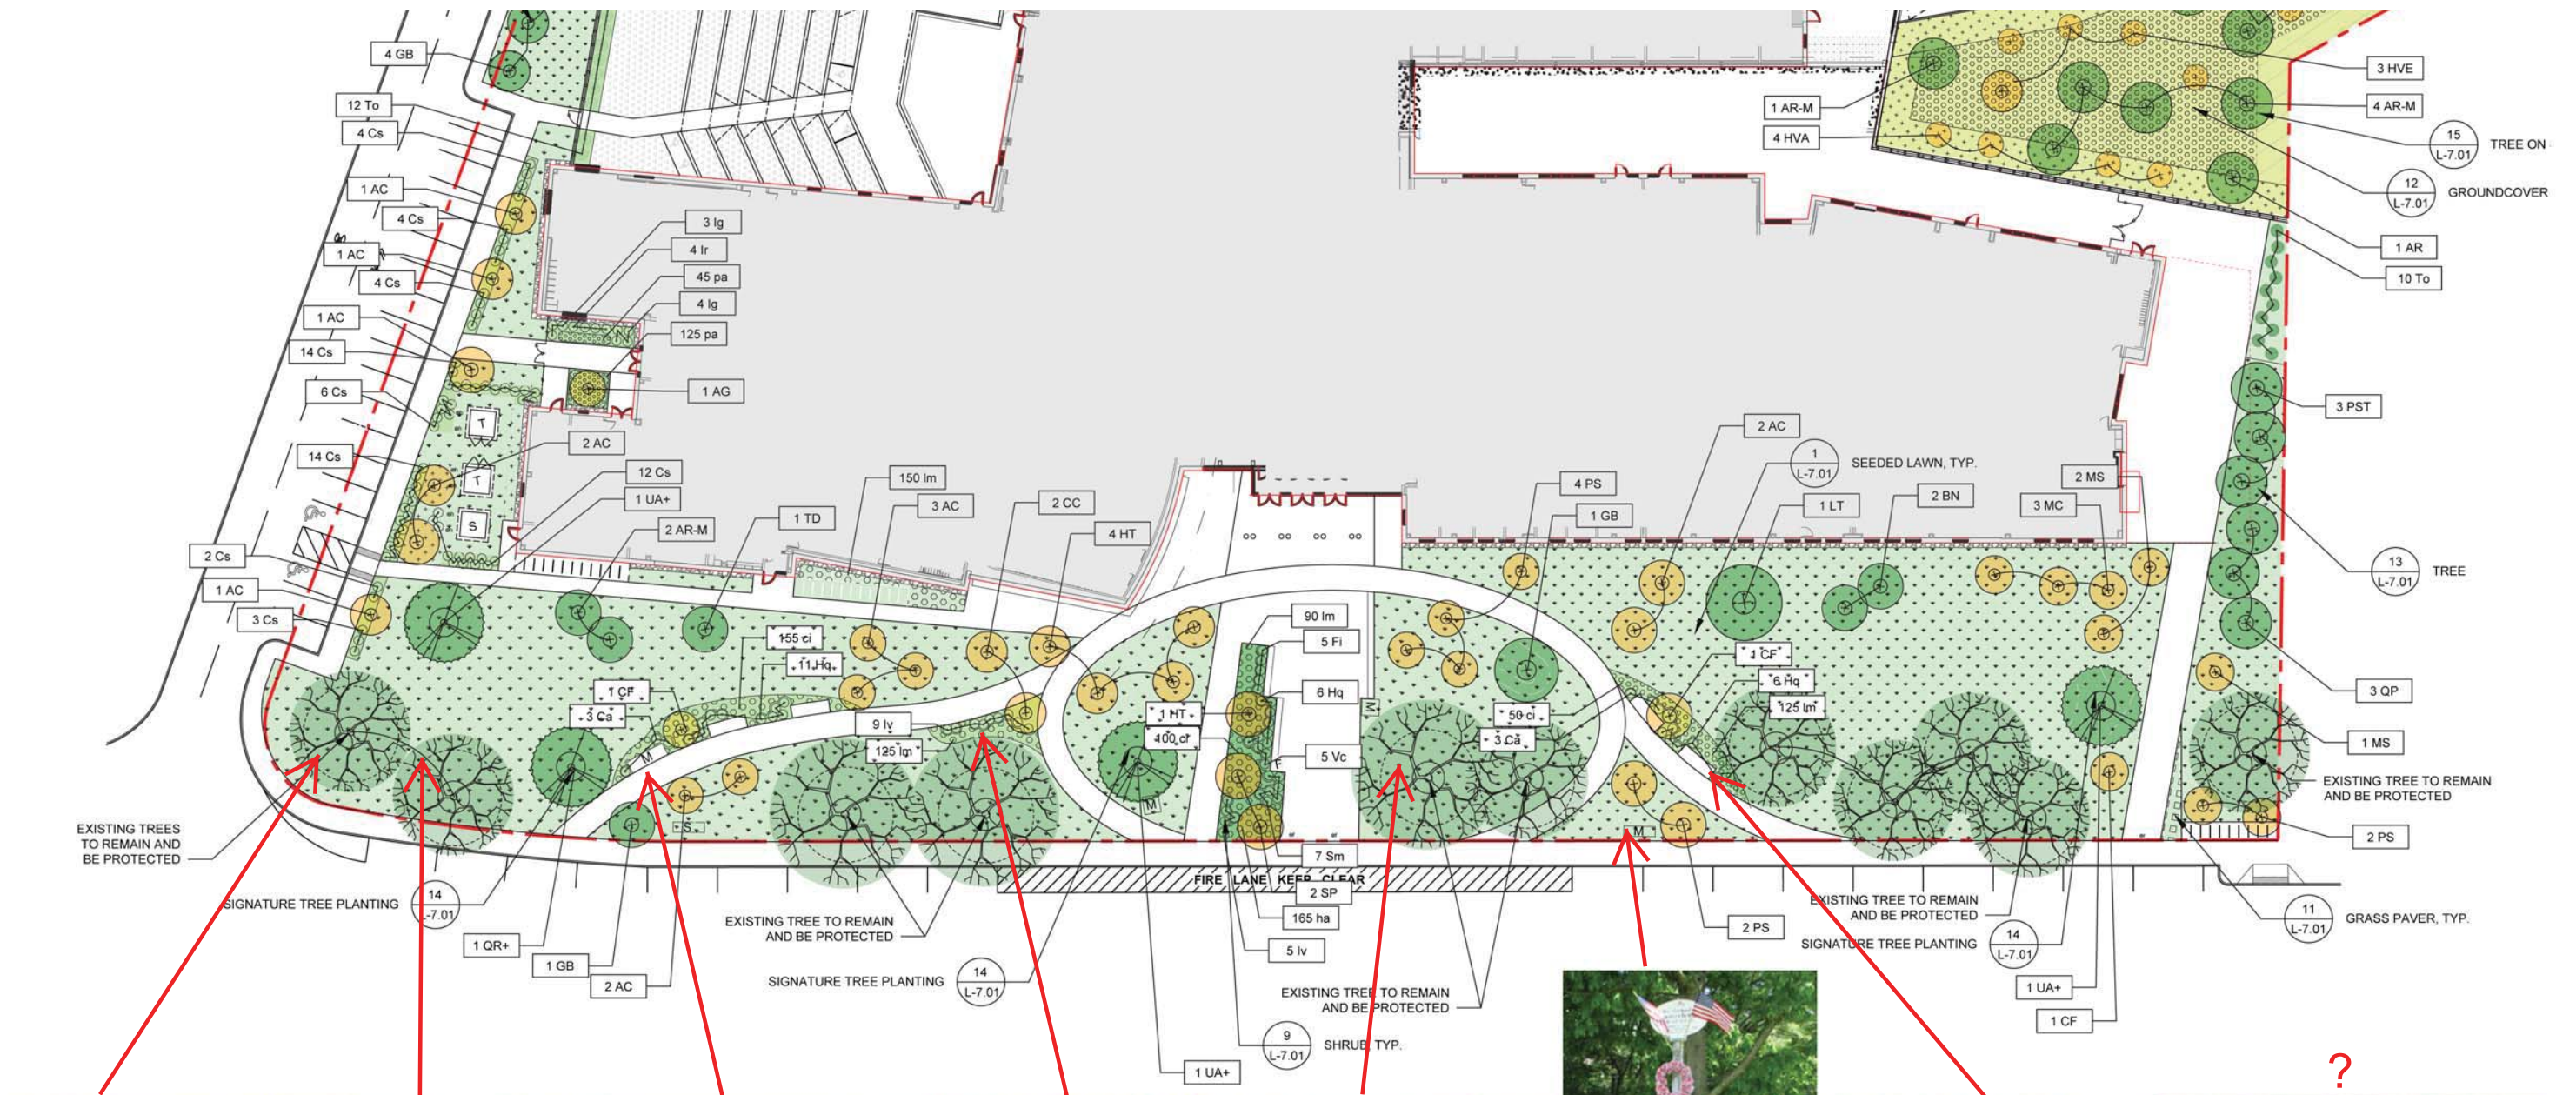 4 GB
12 To
4 Cs
1 AC
4 Cs
1 AC
4 Cs
1 AC
14 Cs
6 Cs
14 Cs
2 Cs
1 AC
3 Cs
3 Ig
4 Ir
45 pa
4 Ig
125 pa
1 AG
T
T
S
2 AC
12 Cs
1 UA+
2 AR-M
1 TD
150 lm
3 AC
2 CC
4 HT
1 AR-M
4 HVA
3 HVE
4 AR-M
15
L-7.01
TREE ON
12
L-7.01
GROUNDCOVER
1 AR
10 To
3 PST
4 PS
1 GB
2 AC
1
L-7.01
SEEDED LAWN, TYP.
1 LT
2 BN
2 MS
3 MC
13
L-7.01
TREE
3 QP
1 MS
EXISTING TREE TO REMAIN
AND BE PROTECTED
2 PS
11
L-7.01
GRASS PAVER, TYP.
155 ci
11 Hq
1 CF
3 Ca
M
9 Iv
125 lm
S
90 lm
5 Fi
6 Hq
1 HT
100 cr
5 Vc
M
F
M
50 ci
3 Ca
1 CF
6 Hq
125 lm
M
7 Sm
FIRE LANE KEEP CLEAR
2 SP
165 ha
5 Iv
EXISTING TREES
TO REMAIN AND
BE PROTECTED
SIGNATURE TREE PLANTING
14
L-7.01
1 QR+
1 GB
2 AC
EXISTING TREE TO REMAIN
AND BE PROTECTED
SIGNATURE TREE PLANTING
14
L-7.01
EXISTING TREE TO REMAIN
AND BE PROTECTED
9
L-7.01
SHRUB, TYP.
1 UA+
2 PS
EXISTING TREE TO REMAIN
AND BE PROTECTED
SIGNATURE TREE PLANTING
14
L-7.01
1 UA+
1 CF
?